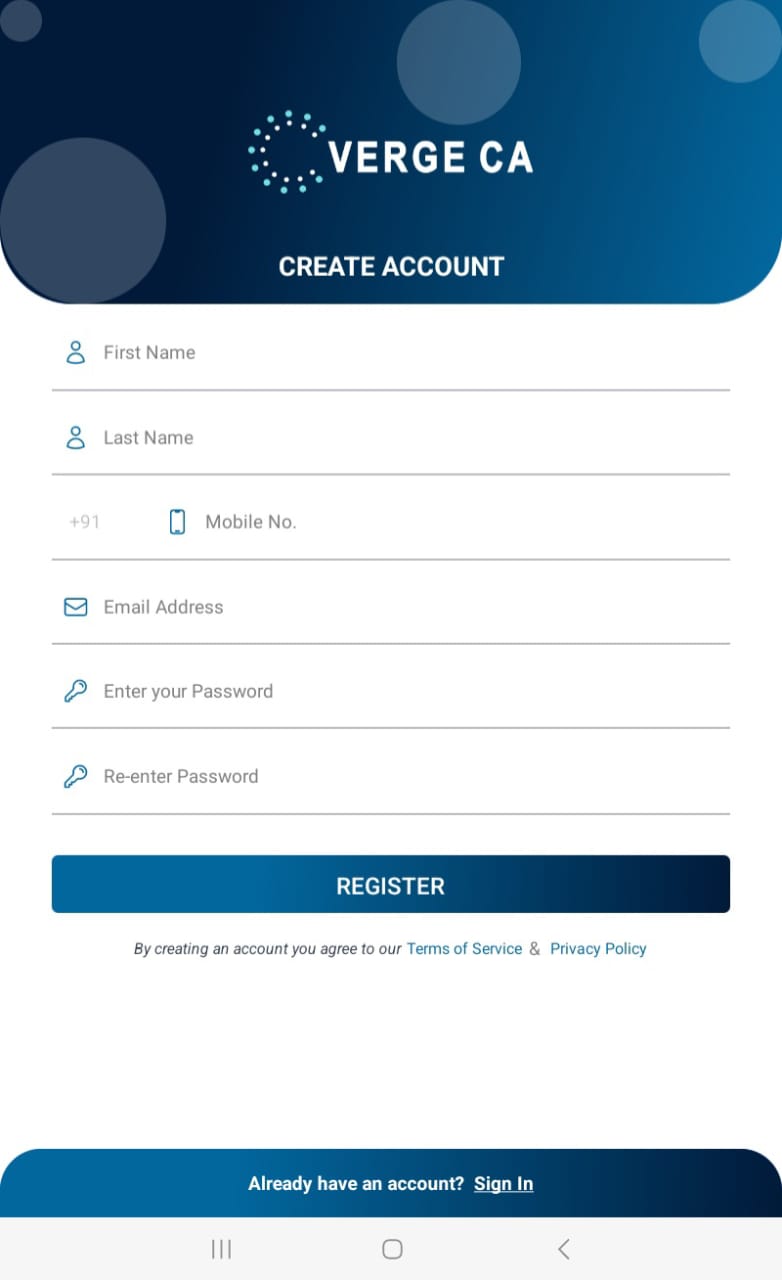 VERGE CA
CREATE ACCOUNT
First Name
Last Name
+91 Mobile No.
Email Address
Enter your Password
Re-enter Password
REGISTER
By creating an account you agree to our Terms of Service & Privacy Policy
Already have an account? Sign In